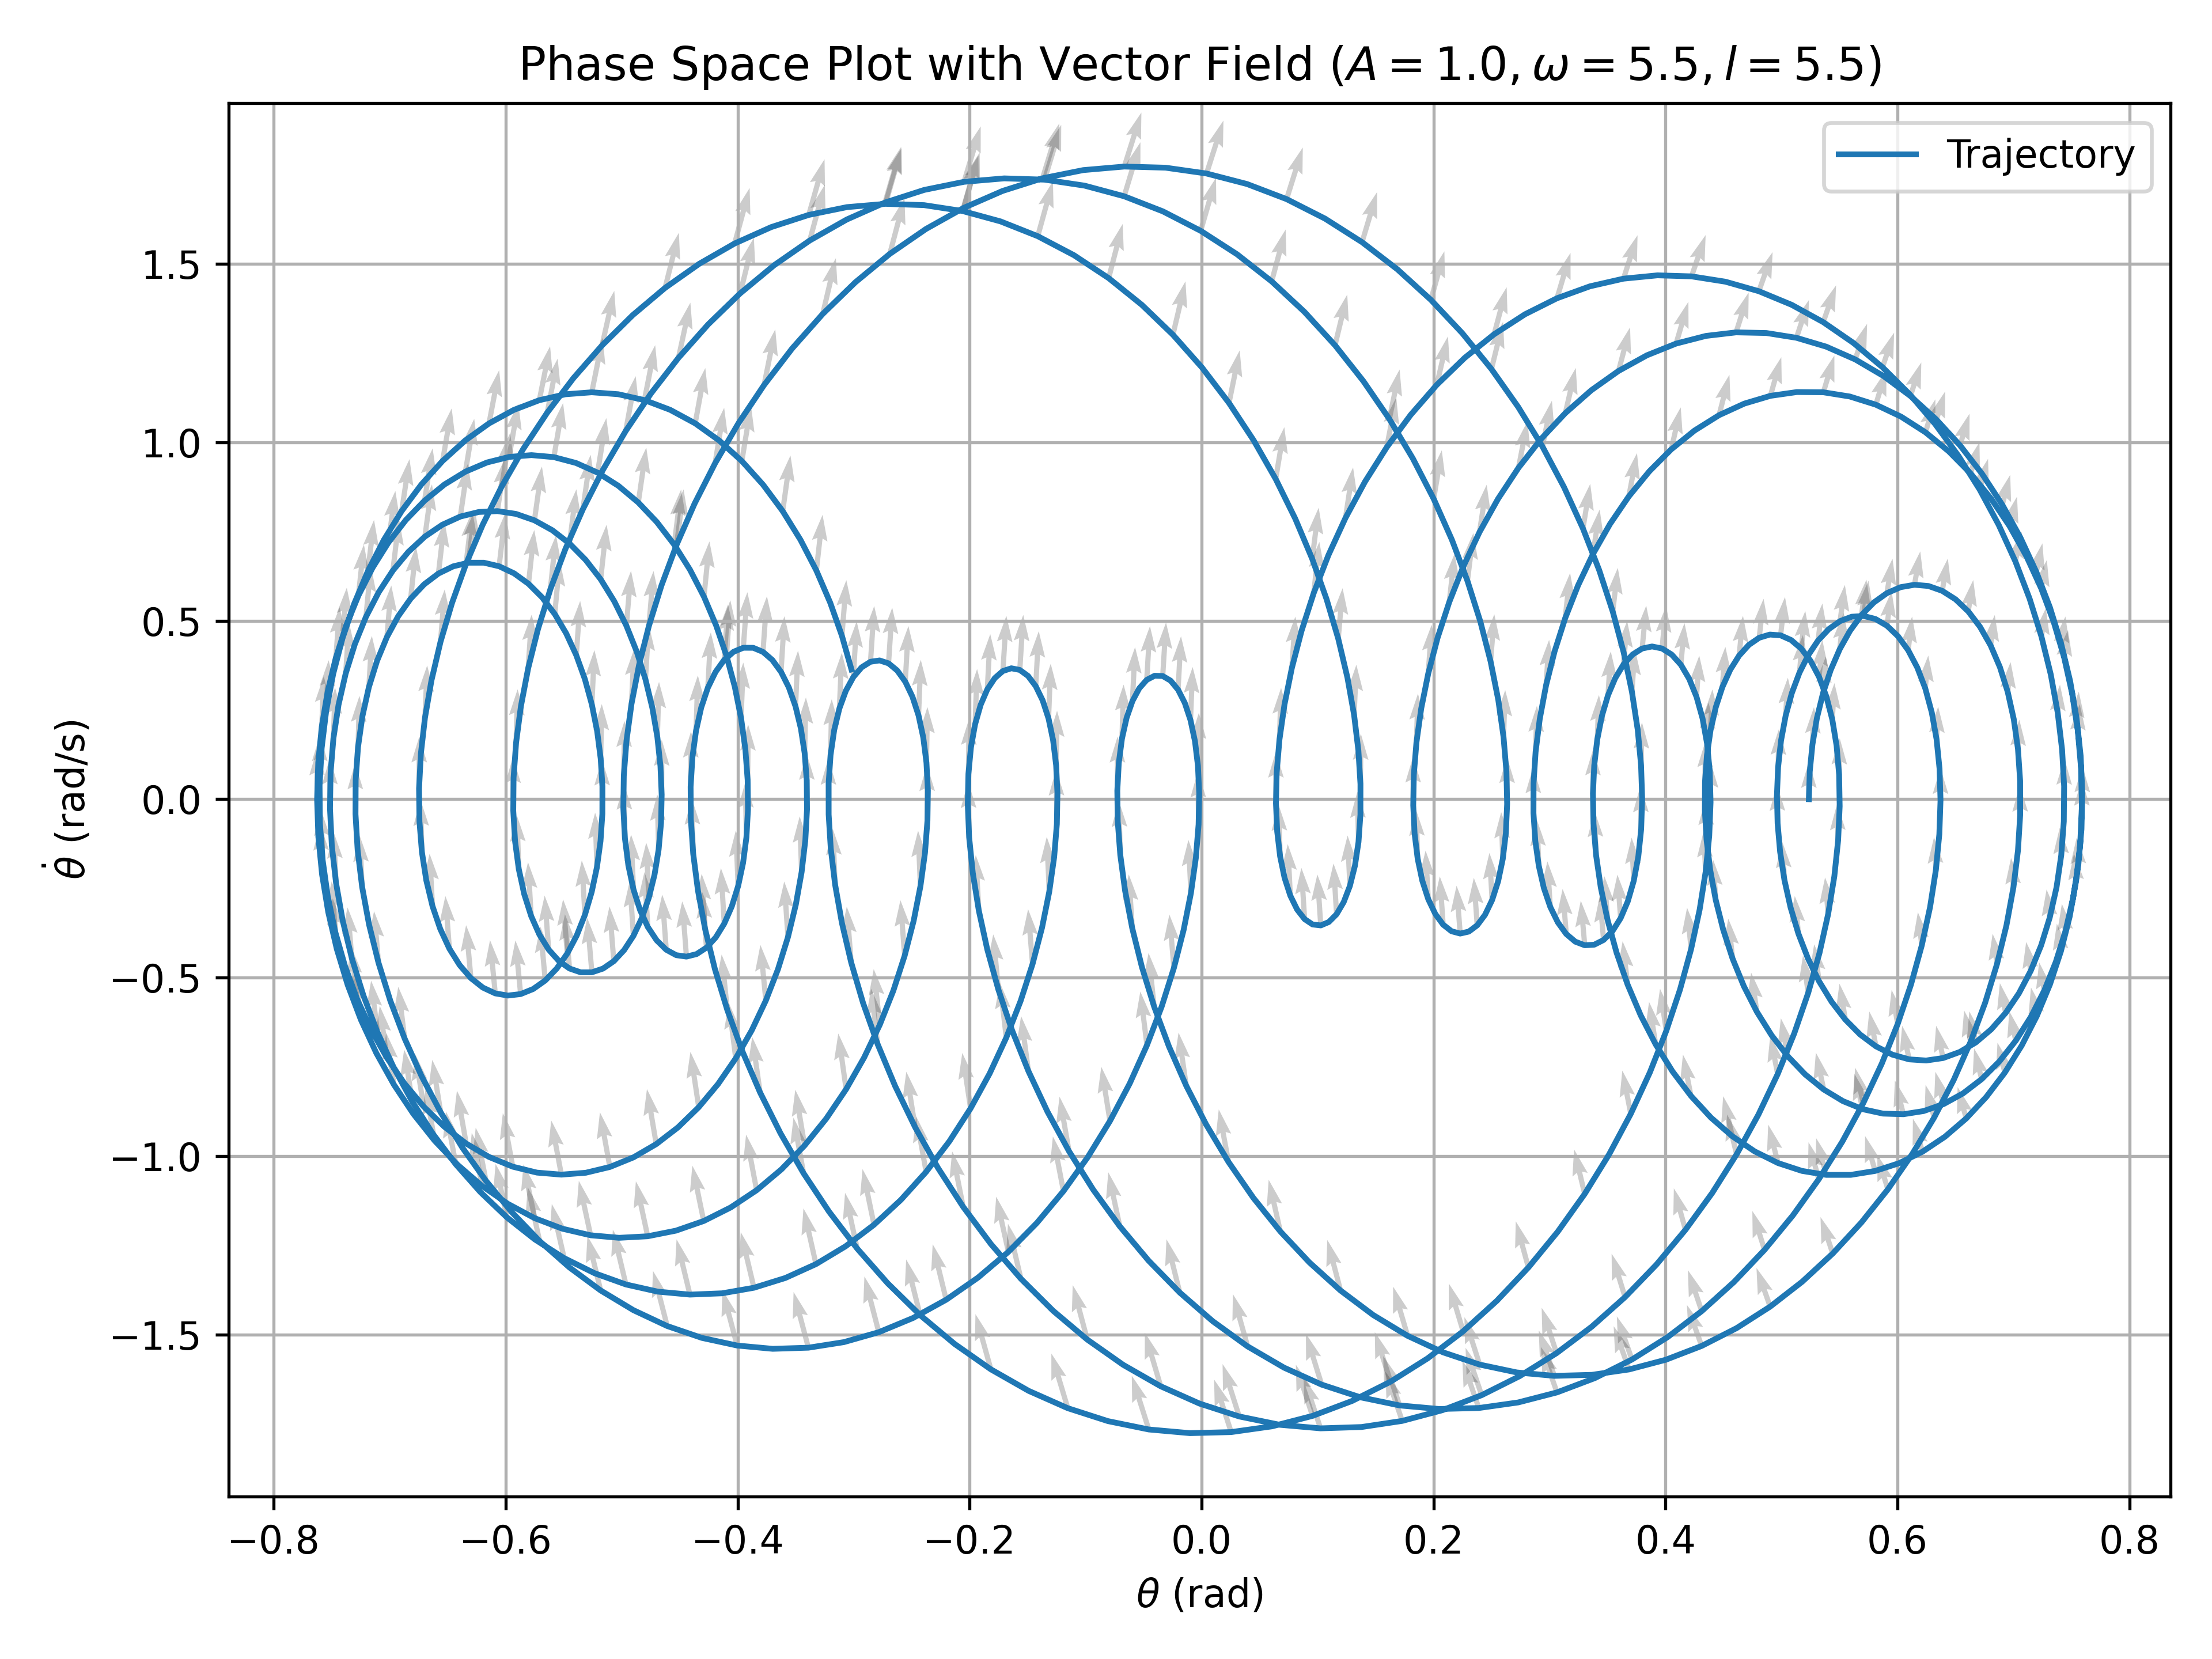 Phase Space Plot with Vector Field (A = 1.0, ω = 5.5, l = 5.5)
Trajectory
1.5
1.0
0.5
0.0
−0.5
−1.0
−1.5
θ̇ (rad/s)
−0.8 −0.6 −0.4 −0.2 0.0 0.2 0.4 0.6 0.8
θ (rad)